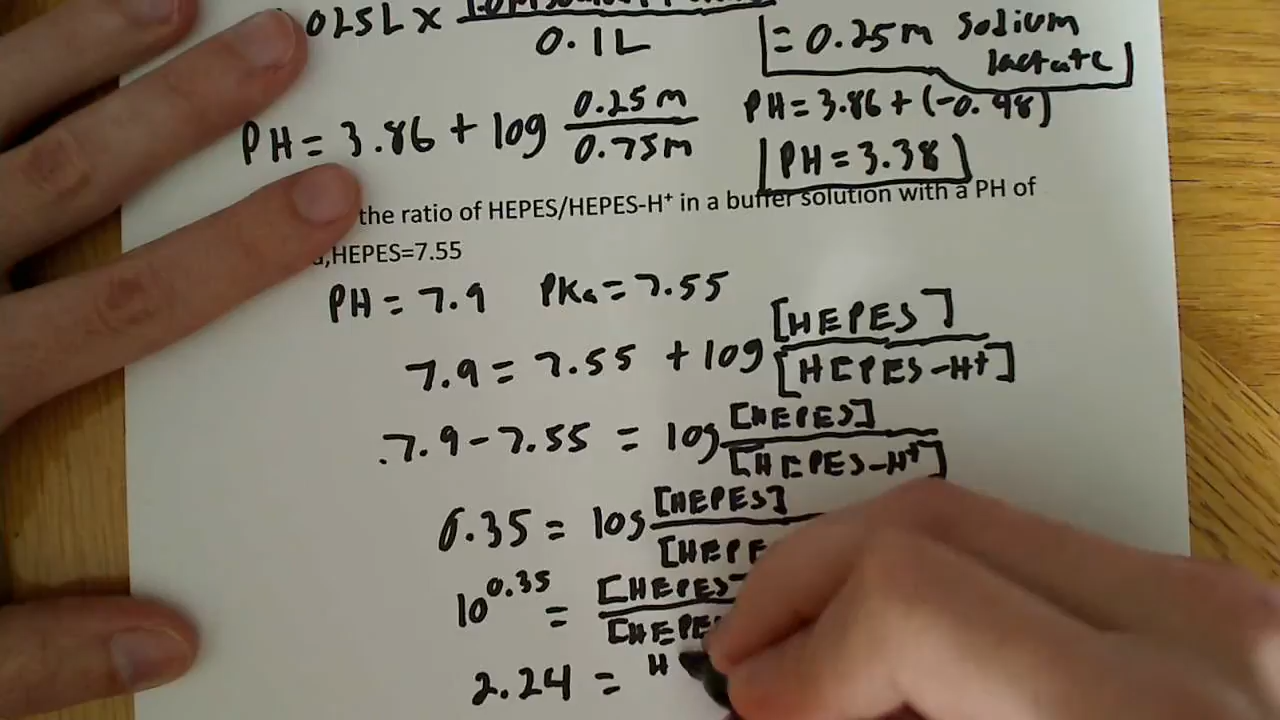 025L x
0.1L
= 0.25m sodium
lactate
PH = 3.86 + log 0.25m / 0.75m
PH = 3.86 + (-0.48)
PH = 3.38
the ratio of HEPES/HEPES-H⁺ in a buffer solution with a PH of
,HEPES=7.55
PH = 7.9 PKa = 7.55
7.9 = 7.55 + log [HEPES] / [HEPES-H⁺]
7.9 - 7.55 = log [HEPES] / [HEPES-H⁺]
0.35 = log [HEPES] / [HEPE
10^0.35 = [HEPES / [HEPE
2.24 = H